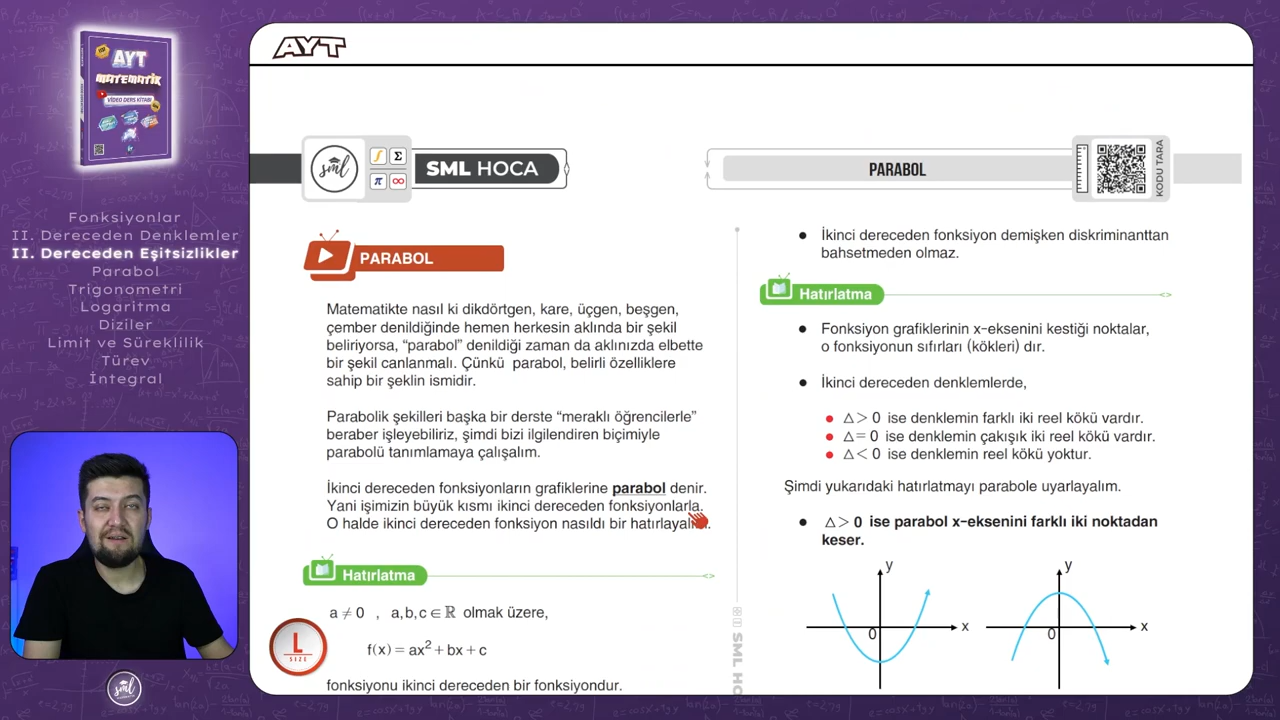 AYT
AYT
MATEMATİK
VİDEO DERS KİTABI
Fonksiyonlar
II. Dereceden Denklemler
II. Dereceden Eşitsizlikler
Parabol
Trigonometri
Logaritma
Diziler
Limit ve Süreklilik
Türev
İntegral
sml
sml
f Σ
π ∞
SML HOCA
PARABOL
KODU TARA
PARABOL
Matematikte nasıl ki dikdörtgen, kare, üçgen, beşgen,
çember denildiğinde hemen herkesin aklında bir şekil
beliriyorsa, “parabol” denildiği zaman da aklınızda elbette
bir şekil canlanmalı. Çünkü parabol, belirli özelliklere
sahip bir şeklin ismidir.
Parabolik şekilleri başka bir derste “meraklı öğrencilerle”
beraber işleyebiliriz, şimdi bizi ilgilendiren biçimiyle
parabolü tanımlamaya çalışalım.
İkinci dereceden fonksiyonların grafiklerine parabol denir.
Yani işimizin büyük kısmı ikinci dereceden fonksiyonlarla.
O halde ikinci dereceden fonksiyon nasıldı bir hatırlayalım.
Hatırlatma
a ≠ 0 , a,b,c ∈ ℝ olmak üzere,
L
SIZE
f(x) = ax² + bx + c
fonksiyonu ikinci dereceden bir fonksiyondur.
SML HO
• İkinci dereceden fonksiyon demişken diskriminanttan
bahsetmeden olmaz.
Hatırlatma
• Fonksiyon grafiklerinin x-eksenini kestiği noktalar,
o fonksiyonun sıfırları (kökleri) dır.
• İkinci dereceden denklemlerde,
• △ > 0 ise denklemin farklı iki reel kökü vardır.
• △ = 0 ise denklemin çakışık iki reel kökü vardır.
• △ < 0 ise denklemin reel kökü yoktur.
Şimdi yukarıdaki hatırlatmayı parabole uyarlayalım.
• △ > 0 ise parabol x-eksenini farklı iki noktadan
keser.
y
0
x
y
0
x